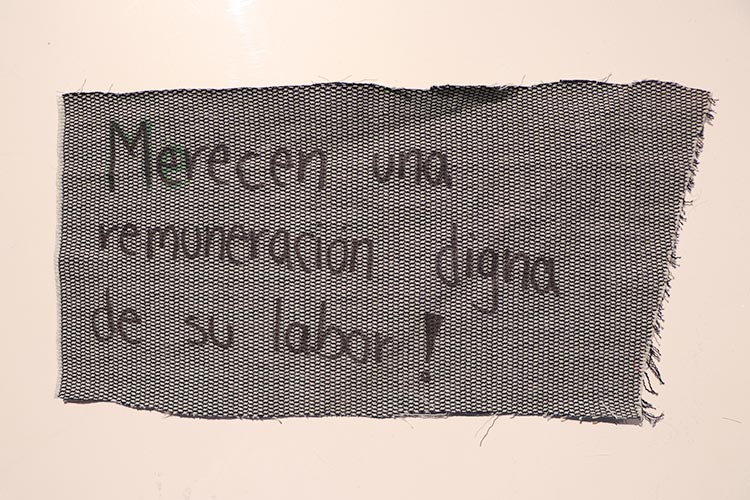 Merecen una
remuneración digna
de su labor!